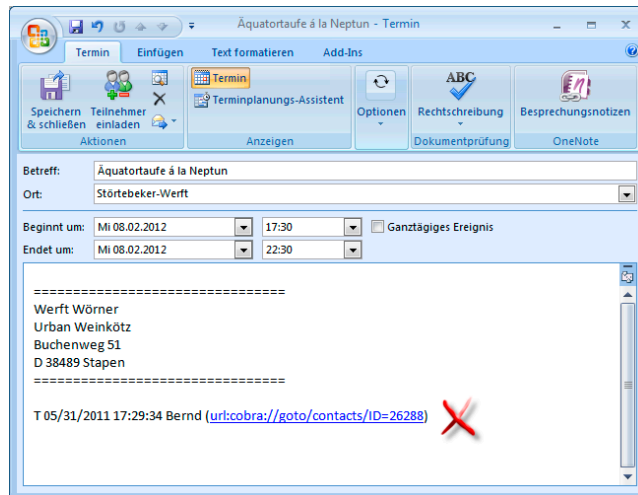 Äquatortaufe á la Neptun - Termin
Termin Einfügen Text formatieren Add-Ins
Speichern & schließen
Teilnehmer einladen
Aktionen
Termin
Terminplanungs-Assistent
Anzeigen
Optionen
ABC
Rechtschreibung
Dokumentprüfung
Besprechungsnotizen
OneNote
Betreff: Äquatortaufe á la Neptun
Ort: Störtebeker-Werft
Beginnt um: Mi 08.02.2012 17:30 Ganztägiges Ereignis
Endet um: Mi 08.02.2012 22:30
================================
Werft Wörner
Urban Weinkötz
Buchenweg 51
D 38489 Stapen
================================
T 05/31/2011 17:29:34 Bernd (url:cobra://goto/contacts/ID=26288)